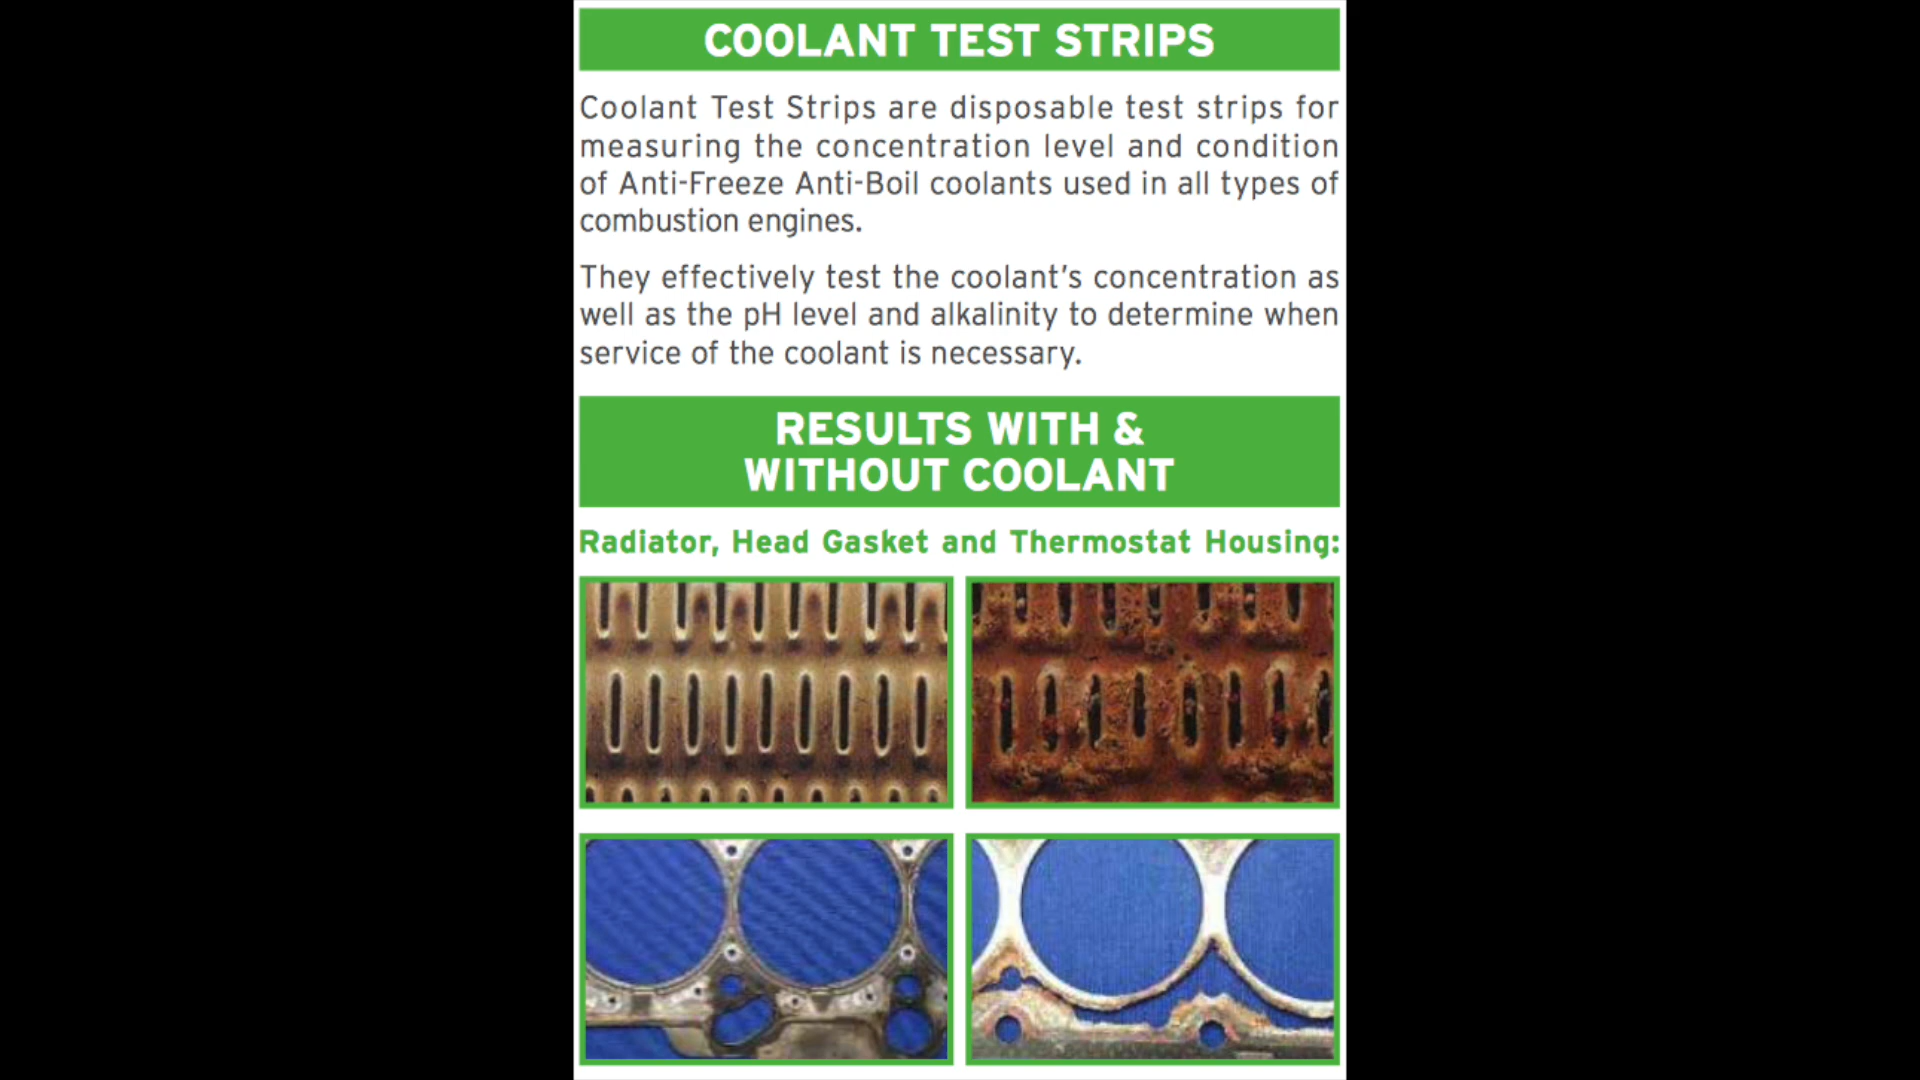 COOLANT TEST STRIPS
Coolant Test Strips are disposable test strips for
measuring the concentration level and condition
of Anti-Freeze Anti-Boil coolants used in all types of
combustion engines.
They effectively test the coolant's concentration as
well as the pH level and alkalinity to determine when
service of the coolant is necessary.
RESULTS WITH &
WITHOUT COOLANT
Radiator, Head Gasket and Thermostat Housing: